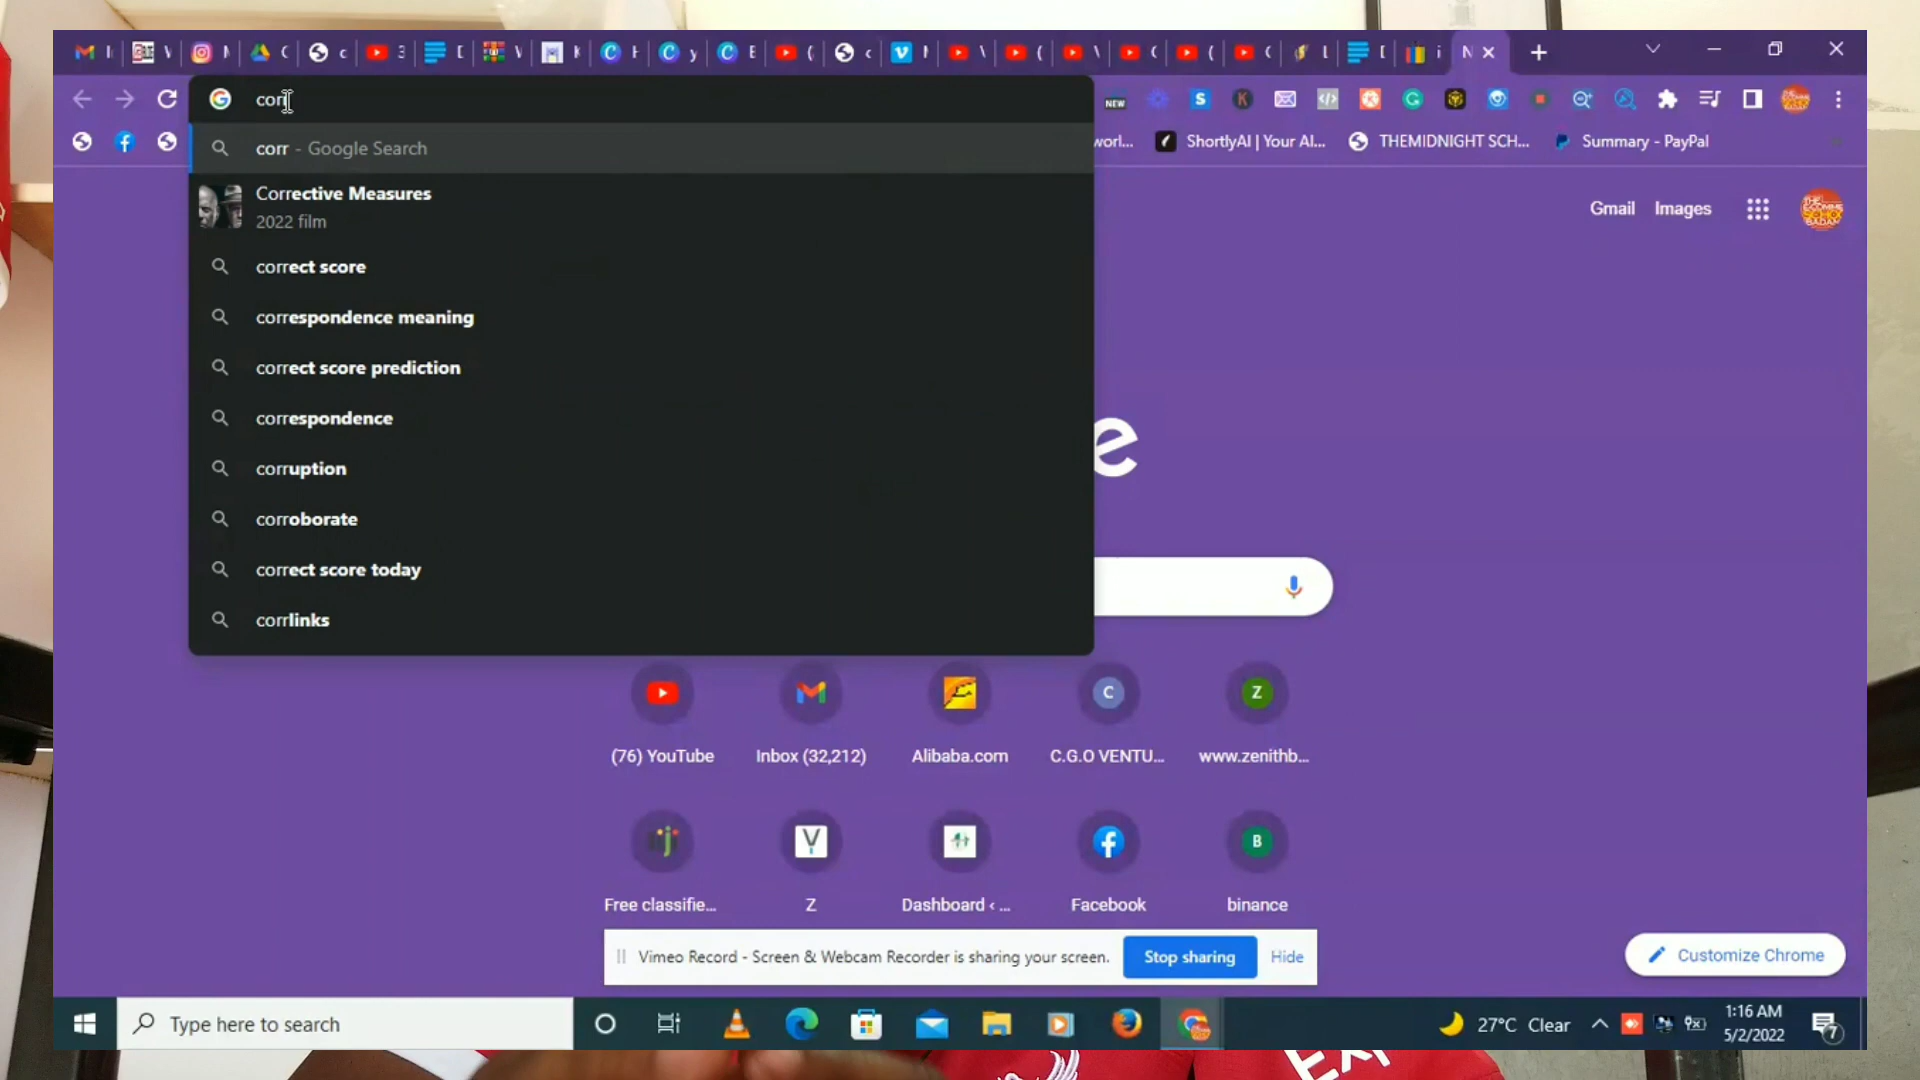 corr
NEW
corr - Google Search
worl...
ShortlyAI | Your AI...
THEMIDNIGHT SCH...
Summary - PayPal
Corrective Measures
2022 film
Gmail
Images
correct score
correspondence meaning
correct score prediction
correspondence
corruption
corroborate
correct score today
corrlinks
(76) YouTube
Inbox (32,212)
Alibaba.com
C.G.O VENTU...
www.zenithb...
Free classifie...
Z
Dashboard ‹ ...
Facebook
binance
Vimeo Record - Screen & Webcam Recorder is sharing your screen.
Stop sharing
Hide
Customize Chrome
Type here to search
27°C Clear
1:16 AM
5/2/2022
7